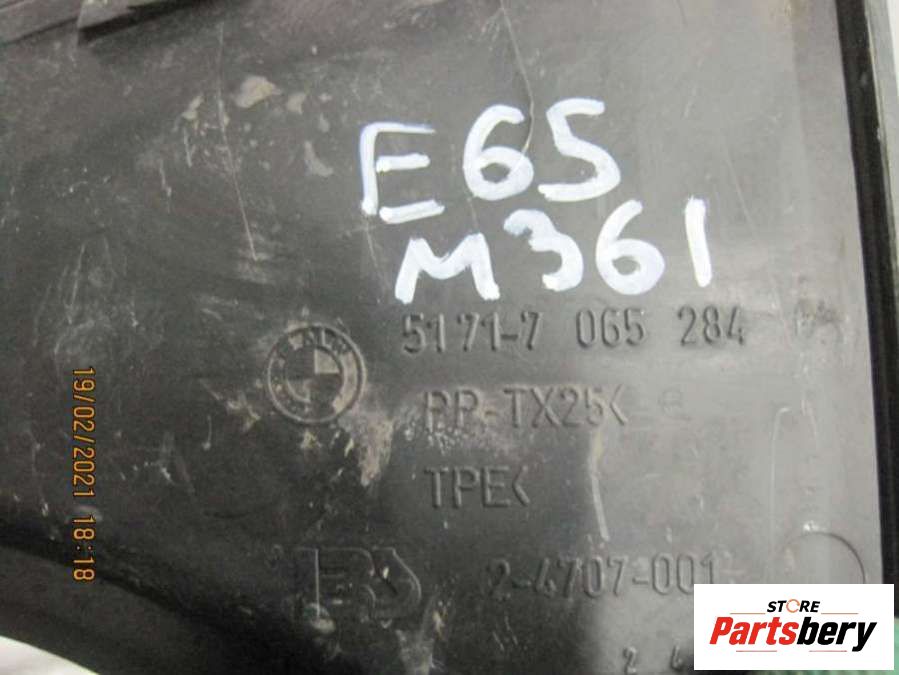 E65
M361
5171-7 065 284
PP-TX25<
TPE<
2-4707-001
19/02/2021 18:18
STORE
Partsbery